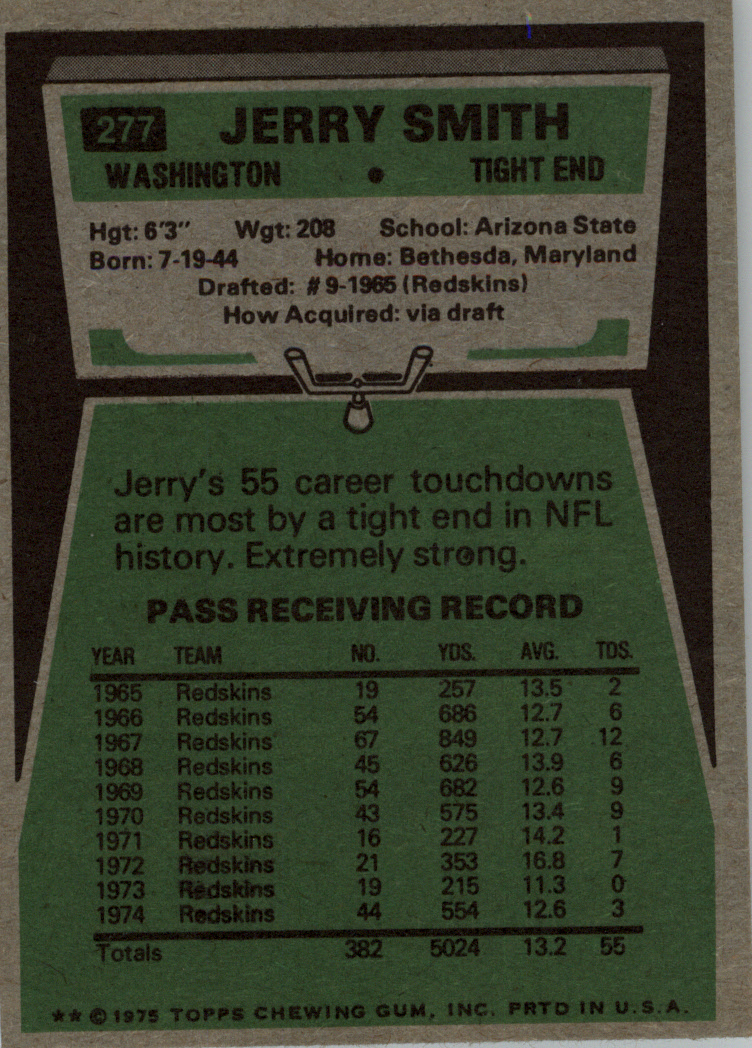 277 JERRY SMITH
WASHINGTON • TIGHT END
Hgt: 6'3" Wgt: 208 School: Arizona State
Born: 7-19-44 Home: Bethesda, Maryland
Drafted: #9-1965 (Redskins)
How Acquired: via draft
Jerry's 55 career touchdowns
are most by a tight end in NFL
history. Extremely strong.
PASS RECEIVING RECORD
YEAR TEAM NO. YDS. AVG. TDS.
1965 Redskins 19 257 13.5 2
1966 Redskins 54 686 12.7 6
1967 Redskins 67 849 12.7 12
1968 Redskins 45 626 13.9 6
1969 Redskins 54 682 12.6 9
1970 Redskins 43 575 13.4 9
1971 Redskins 16 227 14.2 1
1972 Redskins 21 353 16.8 7
1973 Redskins 19 215 11.3 0
1974 Redskins 44 554 12.6 3
Totals 382 5024 13.2 55
**©1975 TOPPS CHEWING GUM, INC. PRTD IN U.S.A.